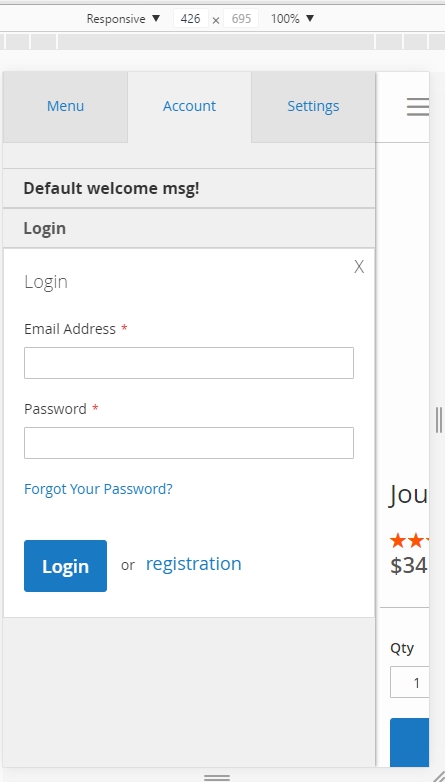 Responsive ▼ 426 x 695 100% ▼
Menu Account Settings
Default welcome msg!
Login
X
Login
Email Address *
Password *
Forgot Your Password?
Login or registration
Jou
$34
Qty
1